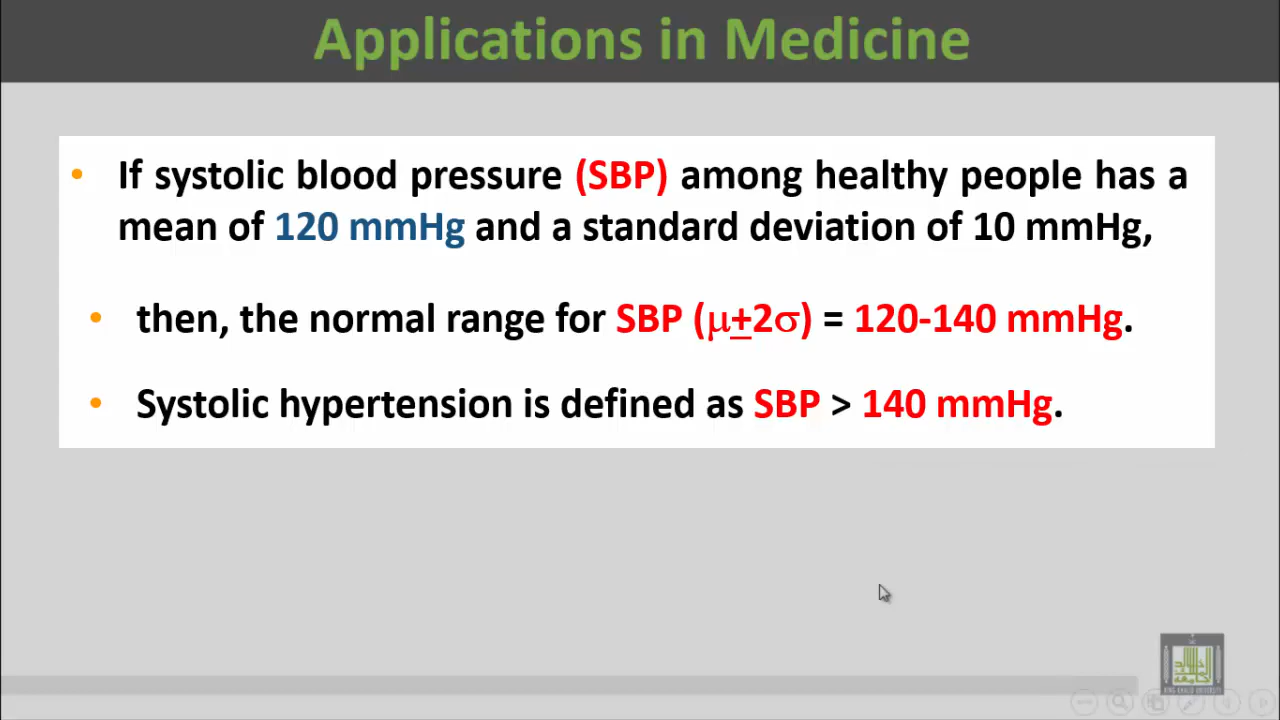 Applications in Medicine
• If systolic blood pressure (SBP) among healthy people has a
mean of 120 mmHg and a standard deviation of 10 mmHg,
• then, the normal range for SBP (μ±2σ) = 120-140 mmHg.
• Systolic hypertension is defined as SBP > 140 mmHg.